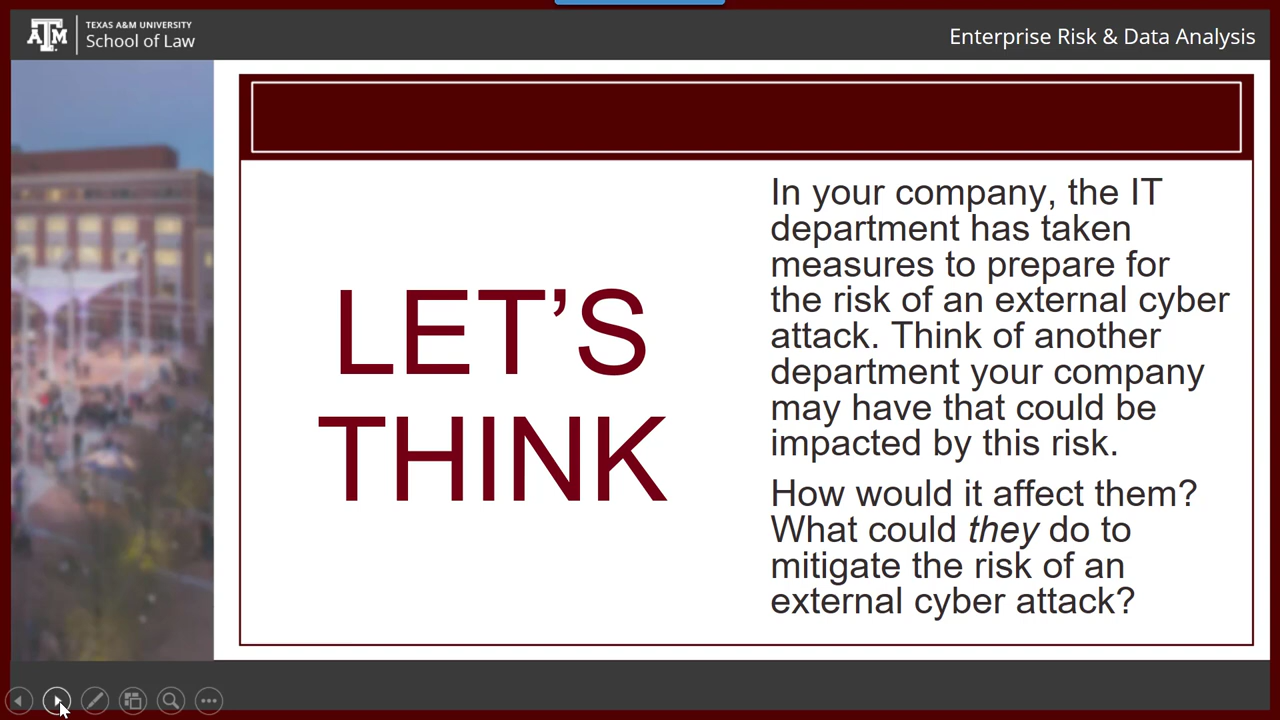 TEXAS A&M UNIVERSITY
School of Law
Enterprise Risk & Data Analysis
LET’S
THINK
In your company, the IT
department has taken
measures to prepare for
the risk of an external cyber
attack. Think of another
department your company
may have that could be
impacted by this risk.
How would it affect them?
What could they do to
mitigate the risk of an
external cyber attack?